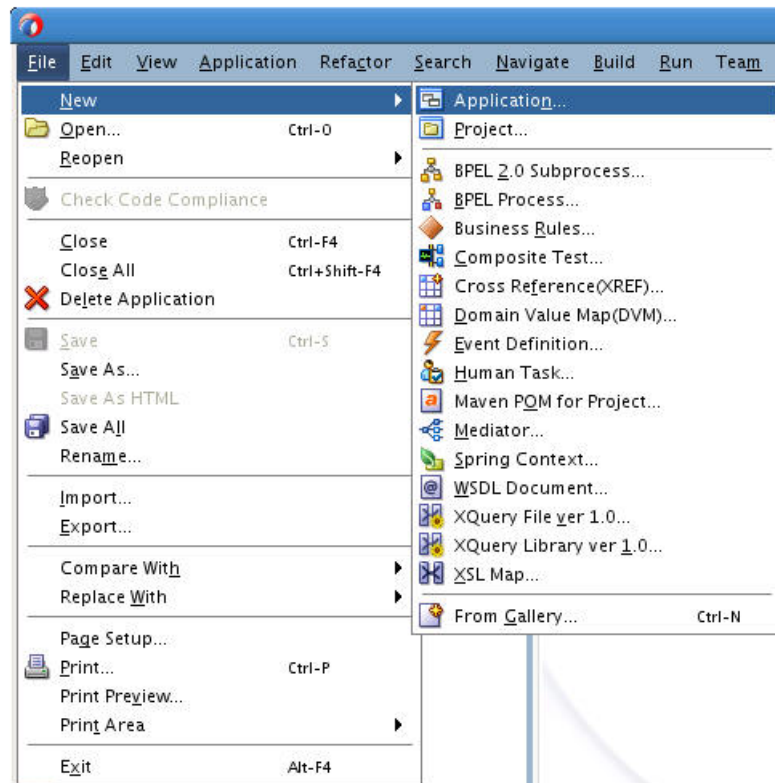 File Edit View Application Refactor Search Navigate Build Run Team
New
Open... Ctrl-O
Reopen
Check Code Compliance
Close Ctrl-F4
Close All Ctrl+Shift-F4
Delete Application
Save Ctrl-S
Save As...
Save As HTML
Save All
Rename...
Import...
Export...
Compare With
Replace With
Page Setup...
Print... Ctrl-P
Print Preview...
Print Area
Exit Alt-F4
Application...
Project...
BPEL 2.0 Subprocess...
BPEL Process...
Business Rules...
Composite Test...
Cross Reference(XREF)...
Domain Value Map(DVM)...
Event Definition...
Human Task...
Maven POM for Project...
Mediator...
Spring Context...
WSDL Document...
XQuery File ver 1.0...
XQuery Library ver 1.0...
XSL Map...
From Gallery... Ctrl-N